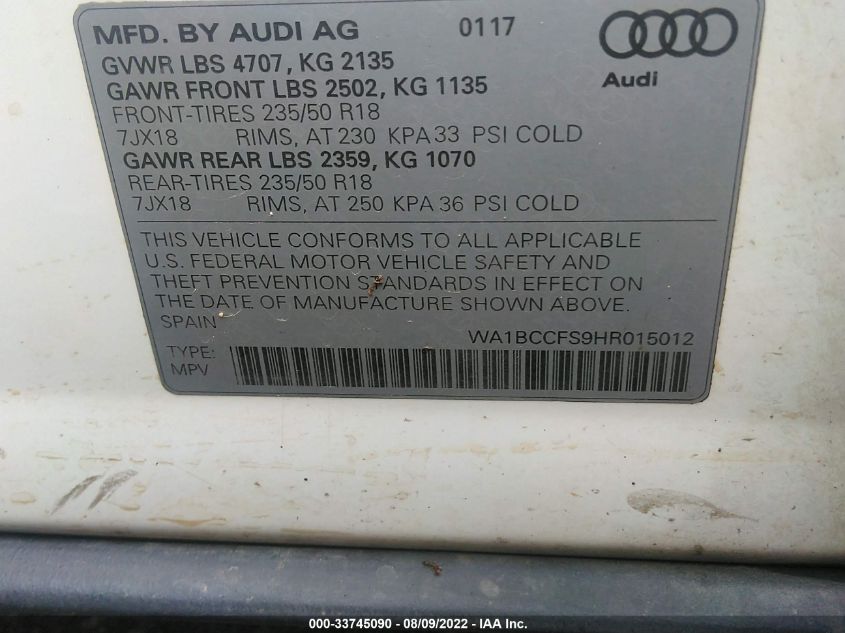 MFD. BY AUDI AG 0117
Audi
GVWR LBS 4707, KG 2135
GAWR FRONT LBS 2502, KG 1135
FRONT-TIRES 235/50 R18
7JX18 RIMS, AT 230 KPA 33 PSI COLD
GAWR REAR LBS 2359, KG 1070
REAR-TIRES 235/50 R18
7JX18 RIMS, AT 250 KPA 36 PSI COLD
THIS VEHICLE CONFORMS TO ALL APPLICABLE
U.S. FEDERAL MOTOR VEHICLE SAFETY AND
THEFT PREVENTION STANDARDS IN EFFECT ON
THE DATE OF MANUFACTURE SHOWN ABOVE.
SPAIN
WA1BCCFS9HR015012
TYPE:
MPV
000-33745090 - 08/09/2022 - IAA Inc.